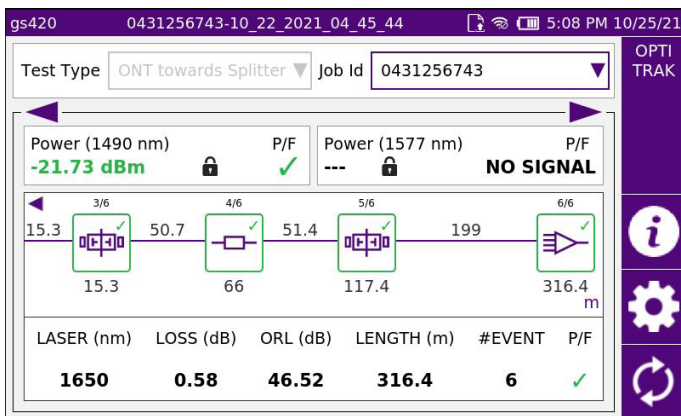 gs420 0431256743-10_22_2021_04_45_44 5:08 PM 10/25/21
OPTI
TRAK
Test Type ONT towards Splitter Job Id 0431256743
Power (1490 nm) P/F Power (1577 nm) P/F
-21.73 dBm --- NO SIGNAL
3/6 4/6 5/6 6/6
15.3 50.7 51.4 199
15.3 66 117.4 316.4
m
LASER (nm) LOSS (dB) ORL (dB) LENGTH (m) #EVENT P/F
1650 0.58 46.52 316.4 6